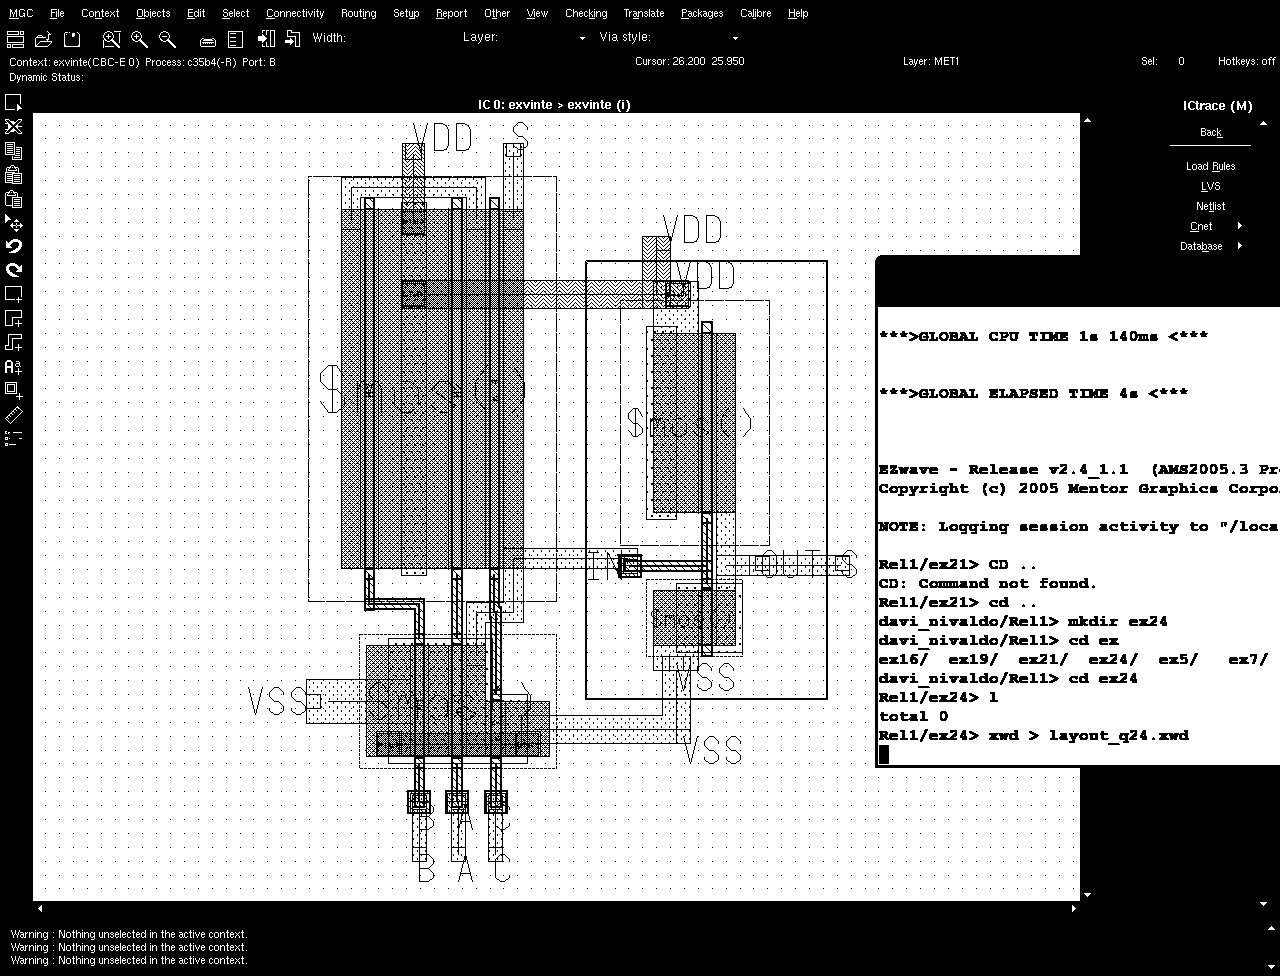 MGC File Context Objects Edit Select Connectivity Routing Setup Report Other View Checking Translate Packages Calibre Help
Width: Layer: Via style:
Context: exvinte(CBC-E 0) Process: c35b4(-R) Port: B Cursor: 26.200 25.950 Layer: MET1 Sel: 0 Hotkeys: off
Dynamic Status:
IC 0: exvinte > exvinte (i)
ICtrace (M)
Back
Load Rules
LVS
Netlist
Cnet
Database
VDD S
VDD
VDD
IN OUT S
VSS
VSS
VSS
B A C
B A C
***>GLOBAL CPU TIME 1s 140ms <***
***>GLOBAL ELAPSED TIME 4s <***
EZwave - Release v2.4_1.1 (AMS2005.3 Pr
Copyright (c) 2005 Mentor Graphics Corpo
NOTE: Logging session activity to "/loca
Rel1/ex21> CD ..
CD: Command not found.
Rel1/ex21> cd ..
davi_nivaldo/Rel1> mkdir ex24
davi_nivaldo/Rel1> cd ex
ex16/ ex19/ ex21/ ex24/ ex5/ ex7/
davi_nivaldo/Rel1> cd ex24
Rel1/ex24> l
total 0
Rel1/ex24> xwd > layout_q24.xwd
Warning : Nothing unselected in the active context.
Warning : Nothing unselected in the active context.
Warning : Nothing unselected in the active context.